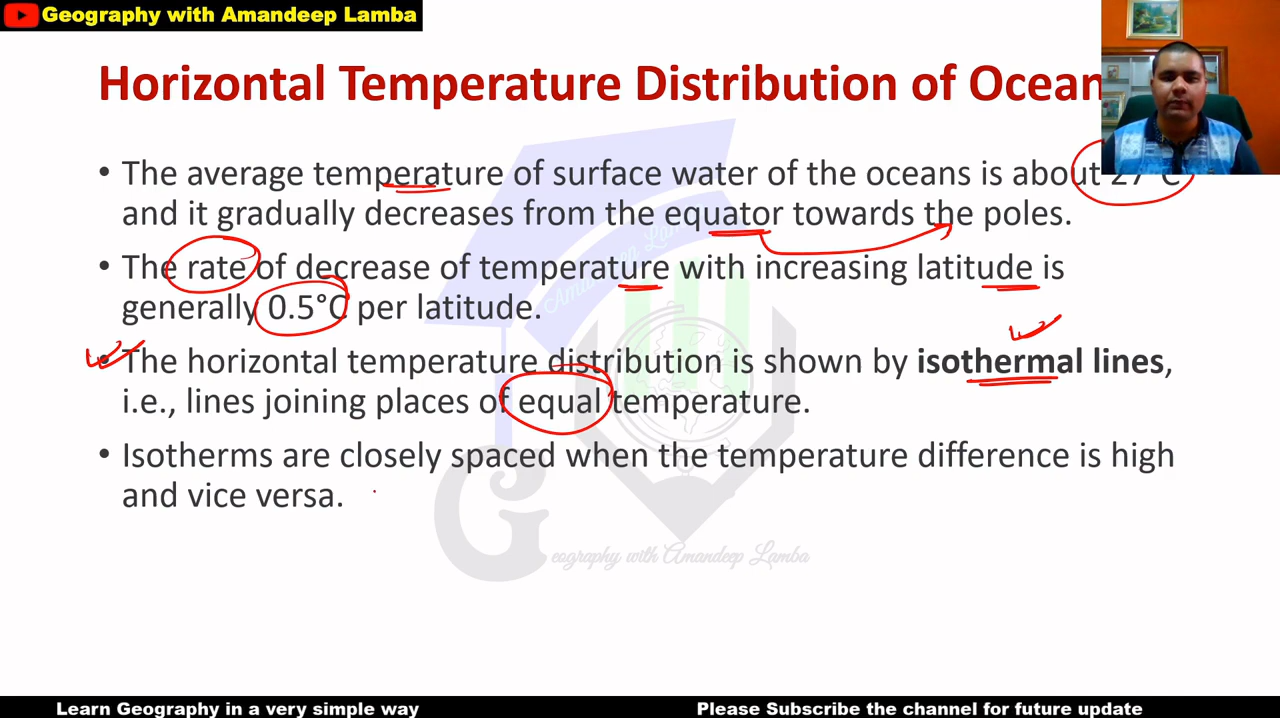 Geography with Amandeep Lamba
Horizontal Temperature Distribution of Ocean
• The average temperature of surface water of the oceans is about 27°C
and it gradually decreases from the equator towards the poles.
• The rate of decrease of temperature with increasing latitude is
generally 0.5°C per latitude.
• The horizontal temperature distribution is shown by isothermal lines,
i.e., lines joining places of equal temperature.
• Isotherms are closely spaced when the temperature difference is high
and vice versa.
Geography with Amandeep Lamba
Learn Geography in a very simple way
Please Subscribe the channel for future update